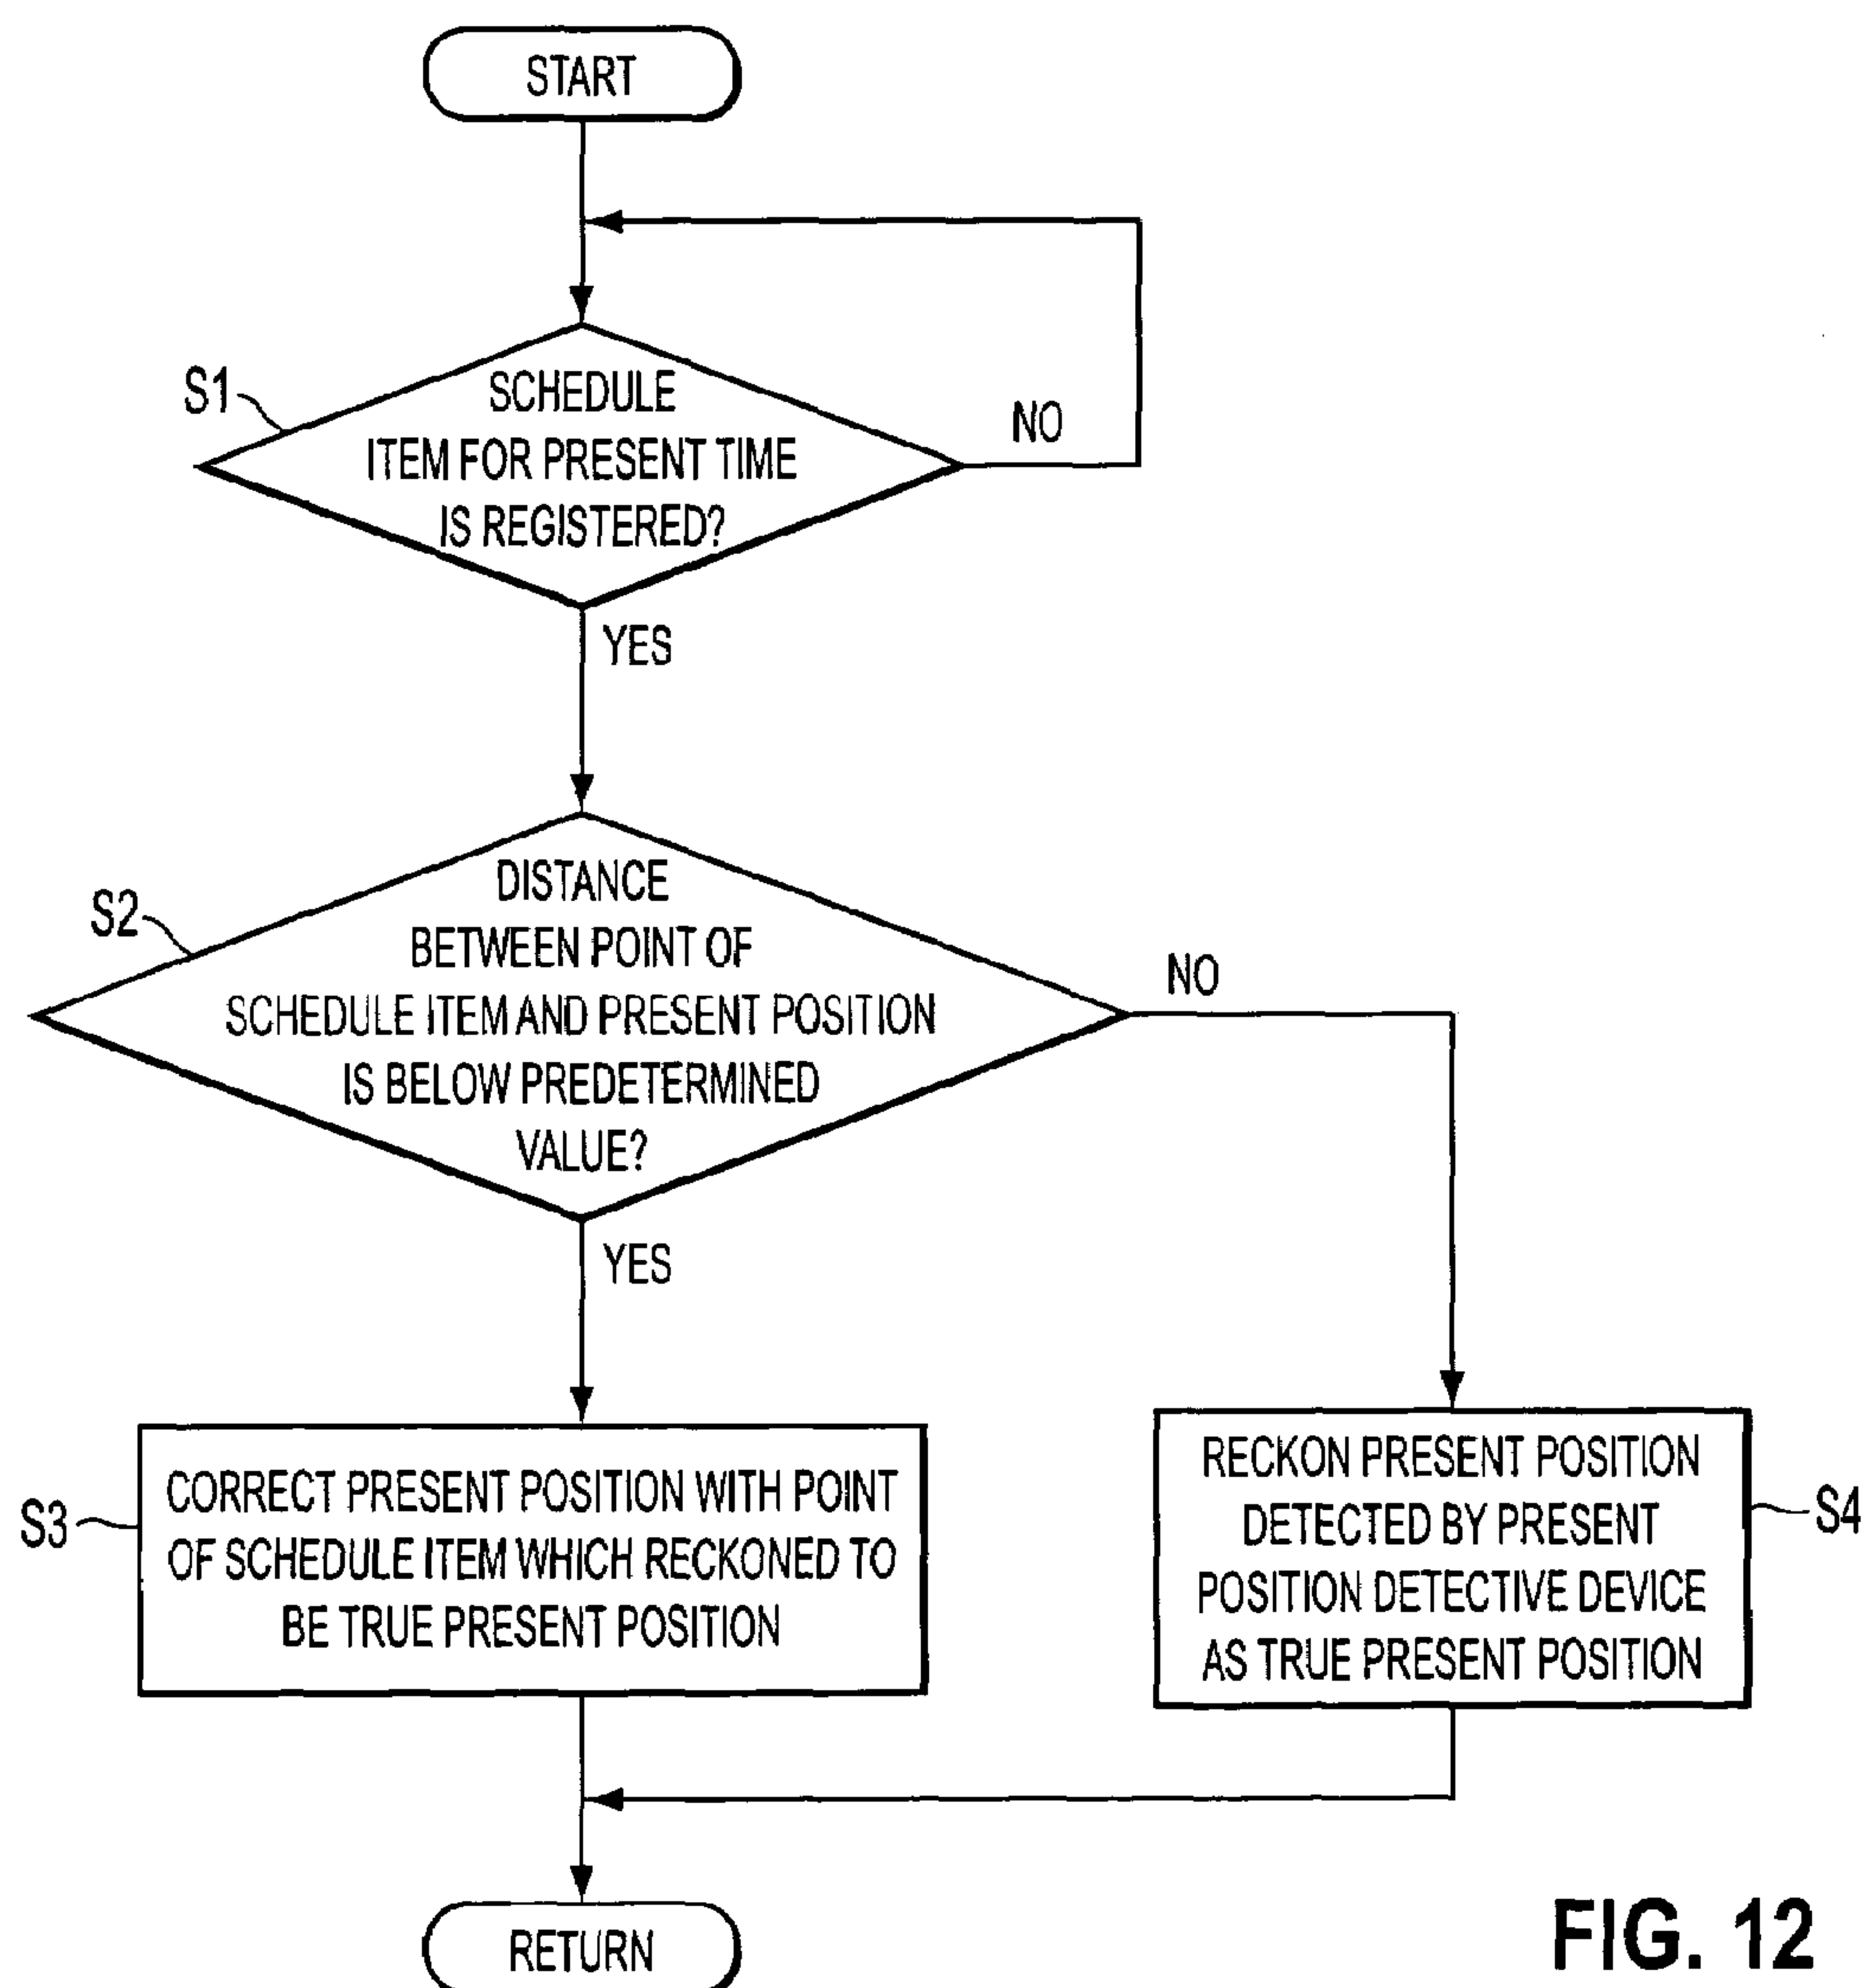 START
S1
SCHEDULE
ITEM FOR PRESENT TIME
IS REGISTERED?
NO
YES
S2
DISTANCE
BETWEEN POINT OF
SCHEDULE ITEM AND PRESENT POSITION
IS BELOW PREDETERMINED
VALUE?
NO
YES
S3
CORRECT PRESENT POSITION WITH POINT
OF SCHEDULE ITEM WHICH RECKONED TO
BE TRUE PRESENT POSITION
RECKON PRESENT POSITION
DETECTED BY PRESENT
POSITION DETECTIVE DEVICE
AS TRUE PRESENT POSITION
S4
RETURN
FIG. 12